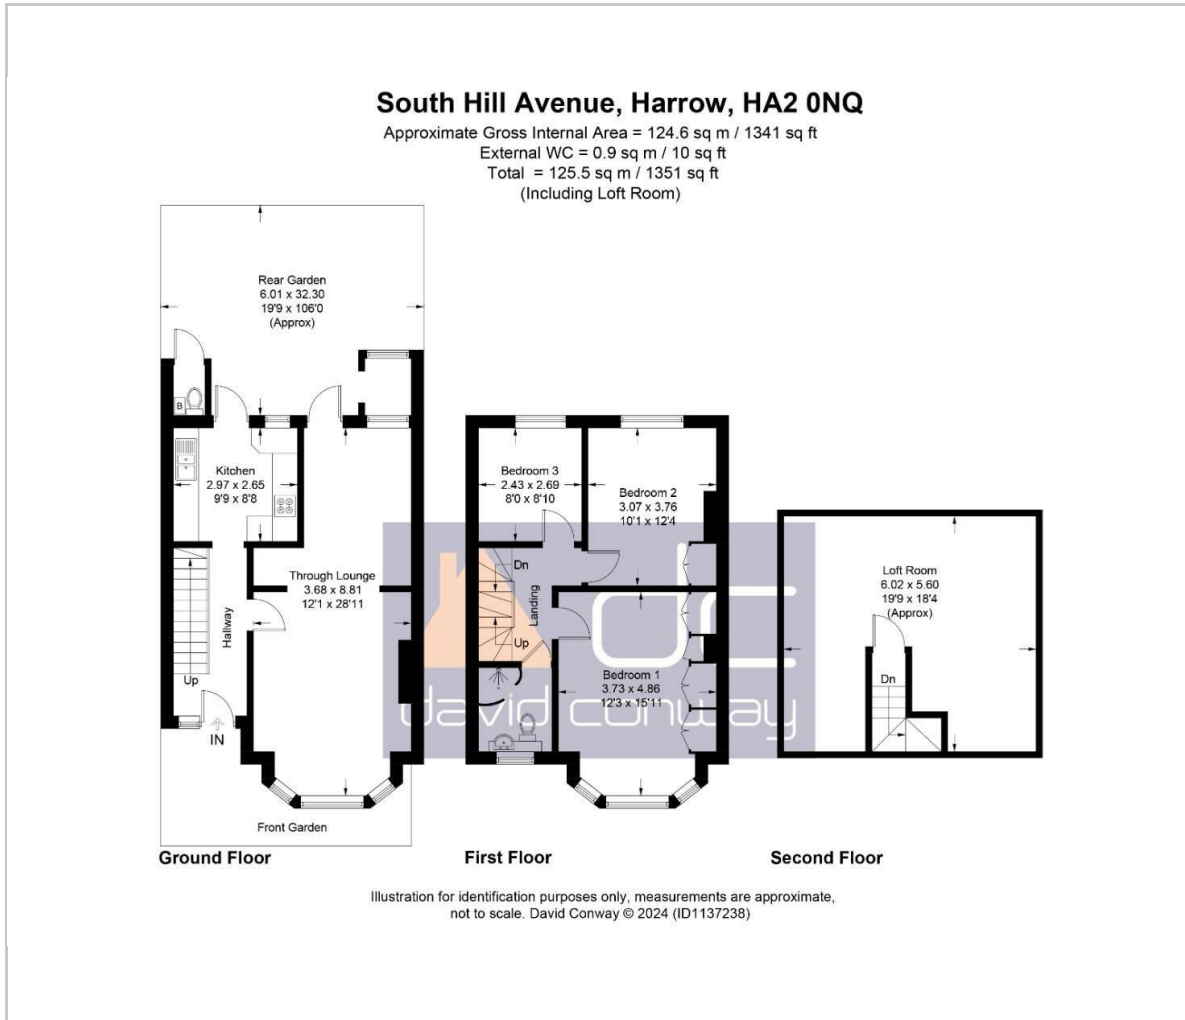 South Hill Avenue, Harrow, HA2 0NQ
Approximate Gross Internal Area = 124.6 sq m / 1341 sq ft
External WC = 0.9 sq m / 10 sq ft
Total = 125.5 sq m / 1351 sq ft
(Including Loft Room)
Rear Garden
6.01 x 32.30
19'9 x 106'0
(Approx)
B
Kitchen
2.97 x 2.65
9'9 x 8'8
Through Lounge
3.68 x 8.81
12'1 x 28'11
Hallway
Up
IN
Front Garden
Ground Floor
Bedroom 3
2.43 x 2.69
8'0 x 8'10
Bedroom 2
3.07 x 3.76
10'1 x 12'4
Dn
Landing
Up
Bedroom 1
3.73 x 4.86
12'3 x 15'11
dc
david conway
First Floor
Loft Room
6.02 x 5.60
19'9 x 18'4
(Approx)
Dn
Second Floor
Illustration for identification purposes only, measurements are approximate,
not to scale. David Conway © 2024 (ID1137238)